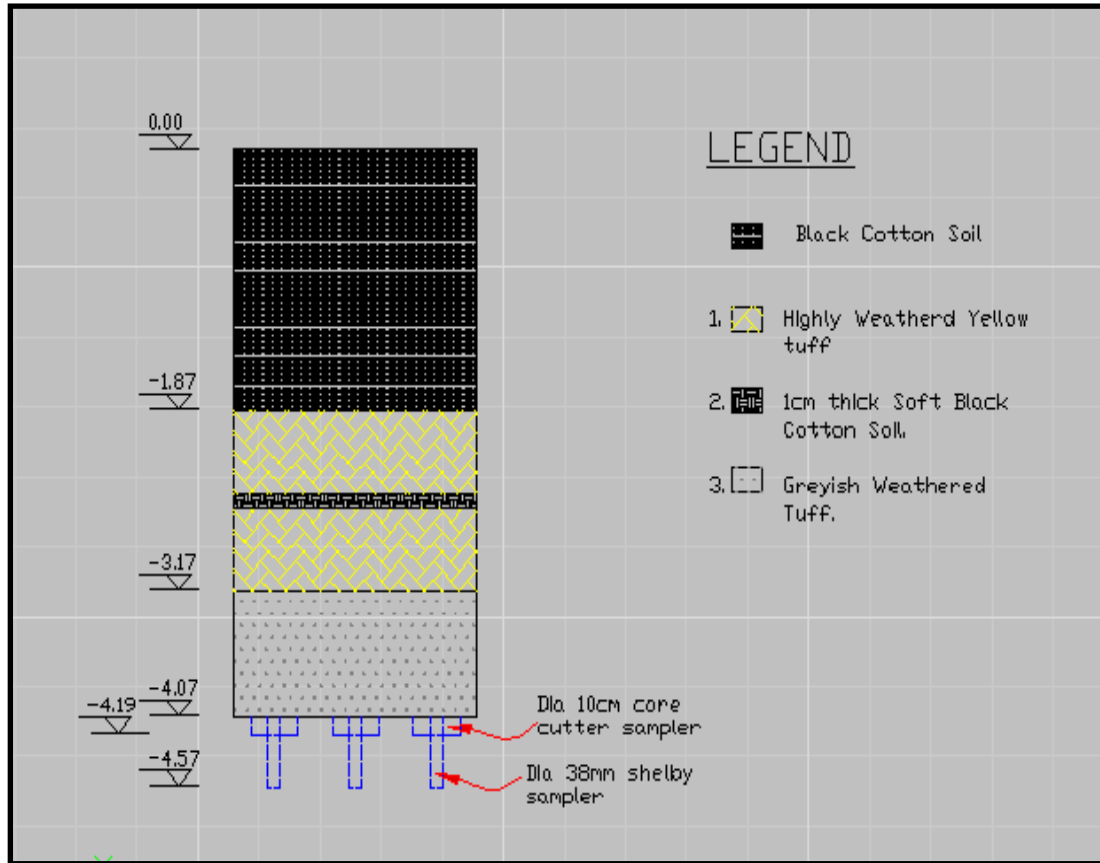 0.00
-1.87
-3.17
-4.07
-4.19
-4.57
LEGEND
Black Cotton Soil
1. Highly Weatherd Yellow
tuff
2. 1cm thick Soft Black
Cotton Soil.
3. Greyish Weathered
Tuff.
Dia 10cm core
cutter sampler
Dia 38mm shelby
sampler